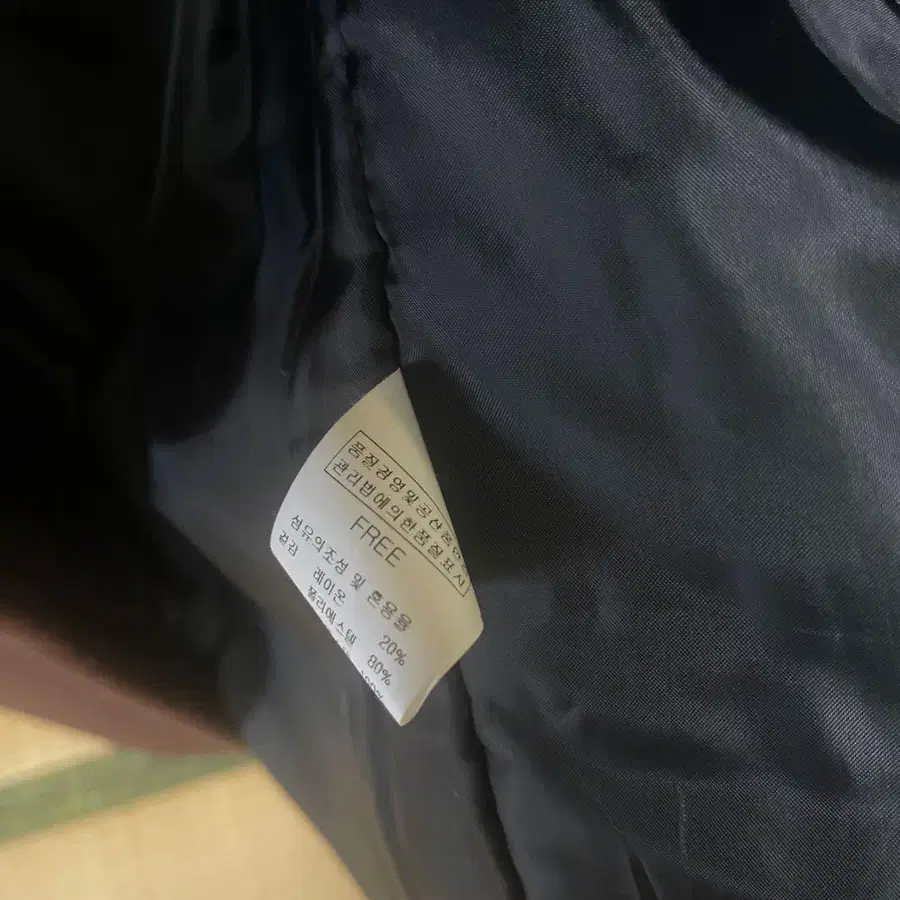 품질경영및공산품안
관리법에의한품질표시
FREE
섬유의조성 및 혼용율
겉감
레이온 20%
폴리에스텔 80%
100%